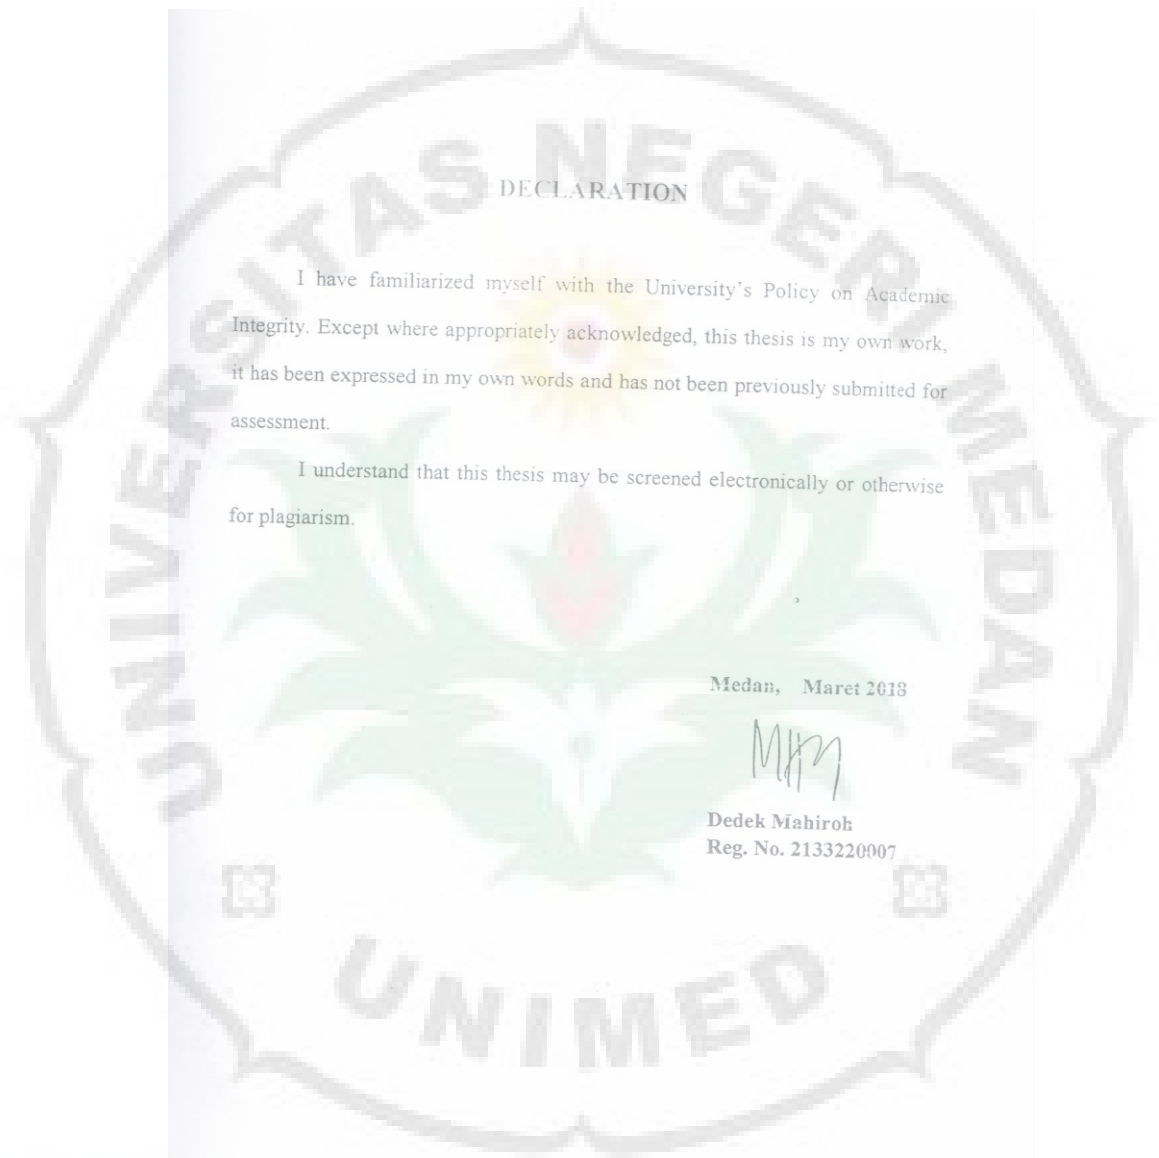 UNIVERSITAS NEGERI MEDAN
DECLARATION
I have familiarized myself with the University's Policy on Academic
Integrity. Except where appropriately acknowledged, this thesis is my own work,
it has been expressed in my own words and has not been previously submitted for
assessment.
I understand that this thesis may be screened electronically or otherwise
for plagiarism.
Medan, Maret 2018
Dedek Mahiroh
Reg. No. 2133220007
UNIMED